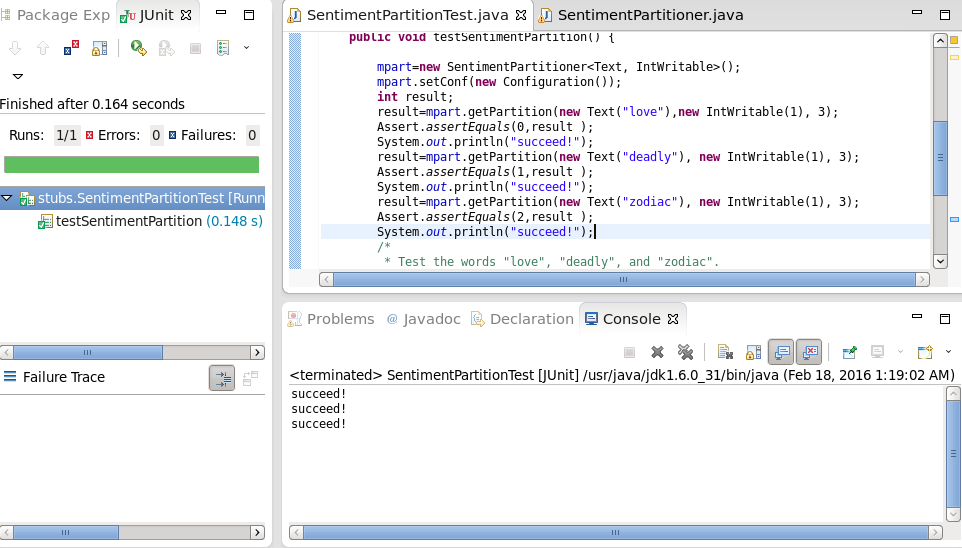 Package Exp JUnit
Finished after 0.164 seconds
Runs: 1/1 Errors: 0 Failures: 0
stubs.SentimentPartitionTest [Runn
testSentimentPartition (0.148 s)
Failure Trace
SentimentPartitionTest.java SentimentPartitioner.java
public void testSentimentPartition() {
mpart=new SentimentPartitioner<Text, IntWritable>();
mpart.setConf(new Configuration());
int result;
result=mpart.getPartition(new Text("love"),new IntWritable(1), 3);
Assert.assertEquals(0,result );
System.out.println("succeed!");
result=mpart.getPartition(new Text("deadly"), new IntWritable(1), 3);
Assert.assertEquals(1,result );
System.out.println("succeed!");
result=mpart.getPartition(new Text("zodiac"), new IntWritable(1), 3);
Assert.assertEquals(2,result );
System.out.println("succeed!");
/*
* Test the words "love", "deadly", and "zodiac".
Problems @ Javadoc Declaration Console
<terminated> SentimentPartitionTest [JUnit] /usr/java/jdk1.6.0_31/bin/java (Feb 18, 2016 1:19:02 AM)
succeed!
succeed!
succeed!